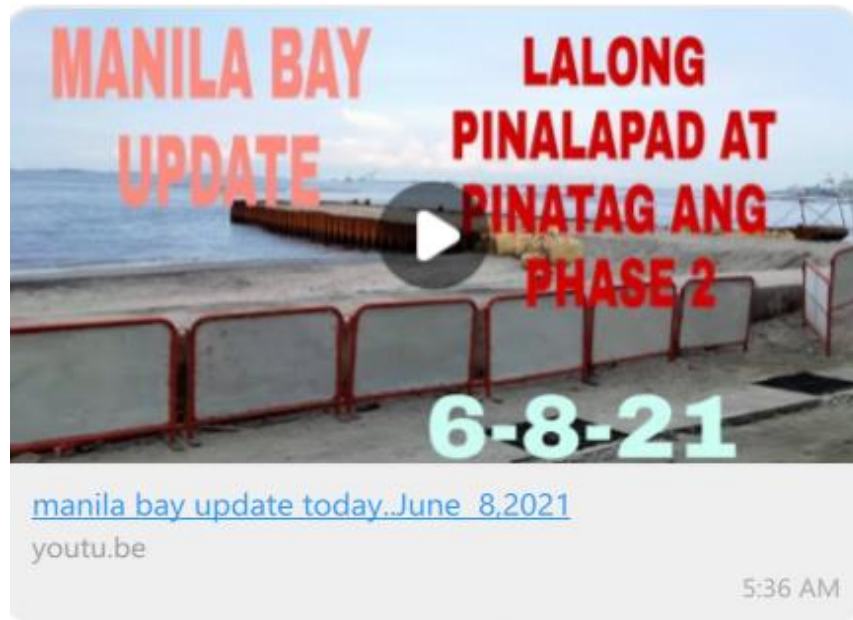 MANILA BAY
UPDATE
LALONG
PINALAPAD AT
PINATAG ANG
PHASE 2
6-8-21
manila bay update today..June 8,2021
youtu.be
5:36 AM